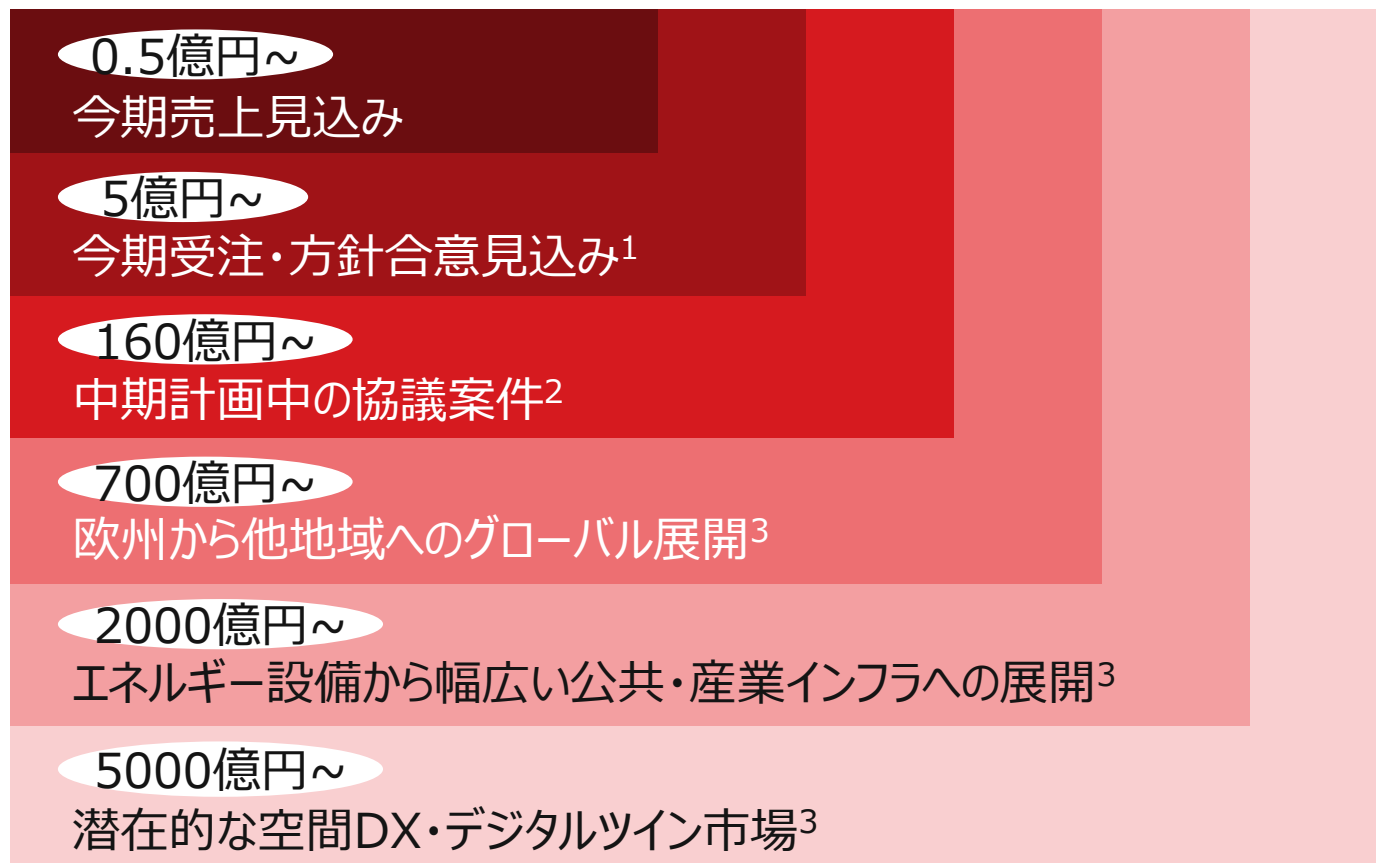 0.5億円~
今期売上見込み
5億円~
今期受注・方針合意見込み1
160億円~
中期計画中の協議案件2
700億円~
欧州から他地域へのグローバル展開3
2000億円~
エネルギー設備から幅広い公共・産業インフラへの展開3
5000億円~
潜在的な空間DX・デジタルツイン市場3